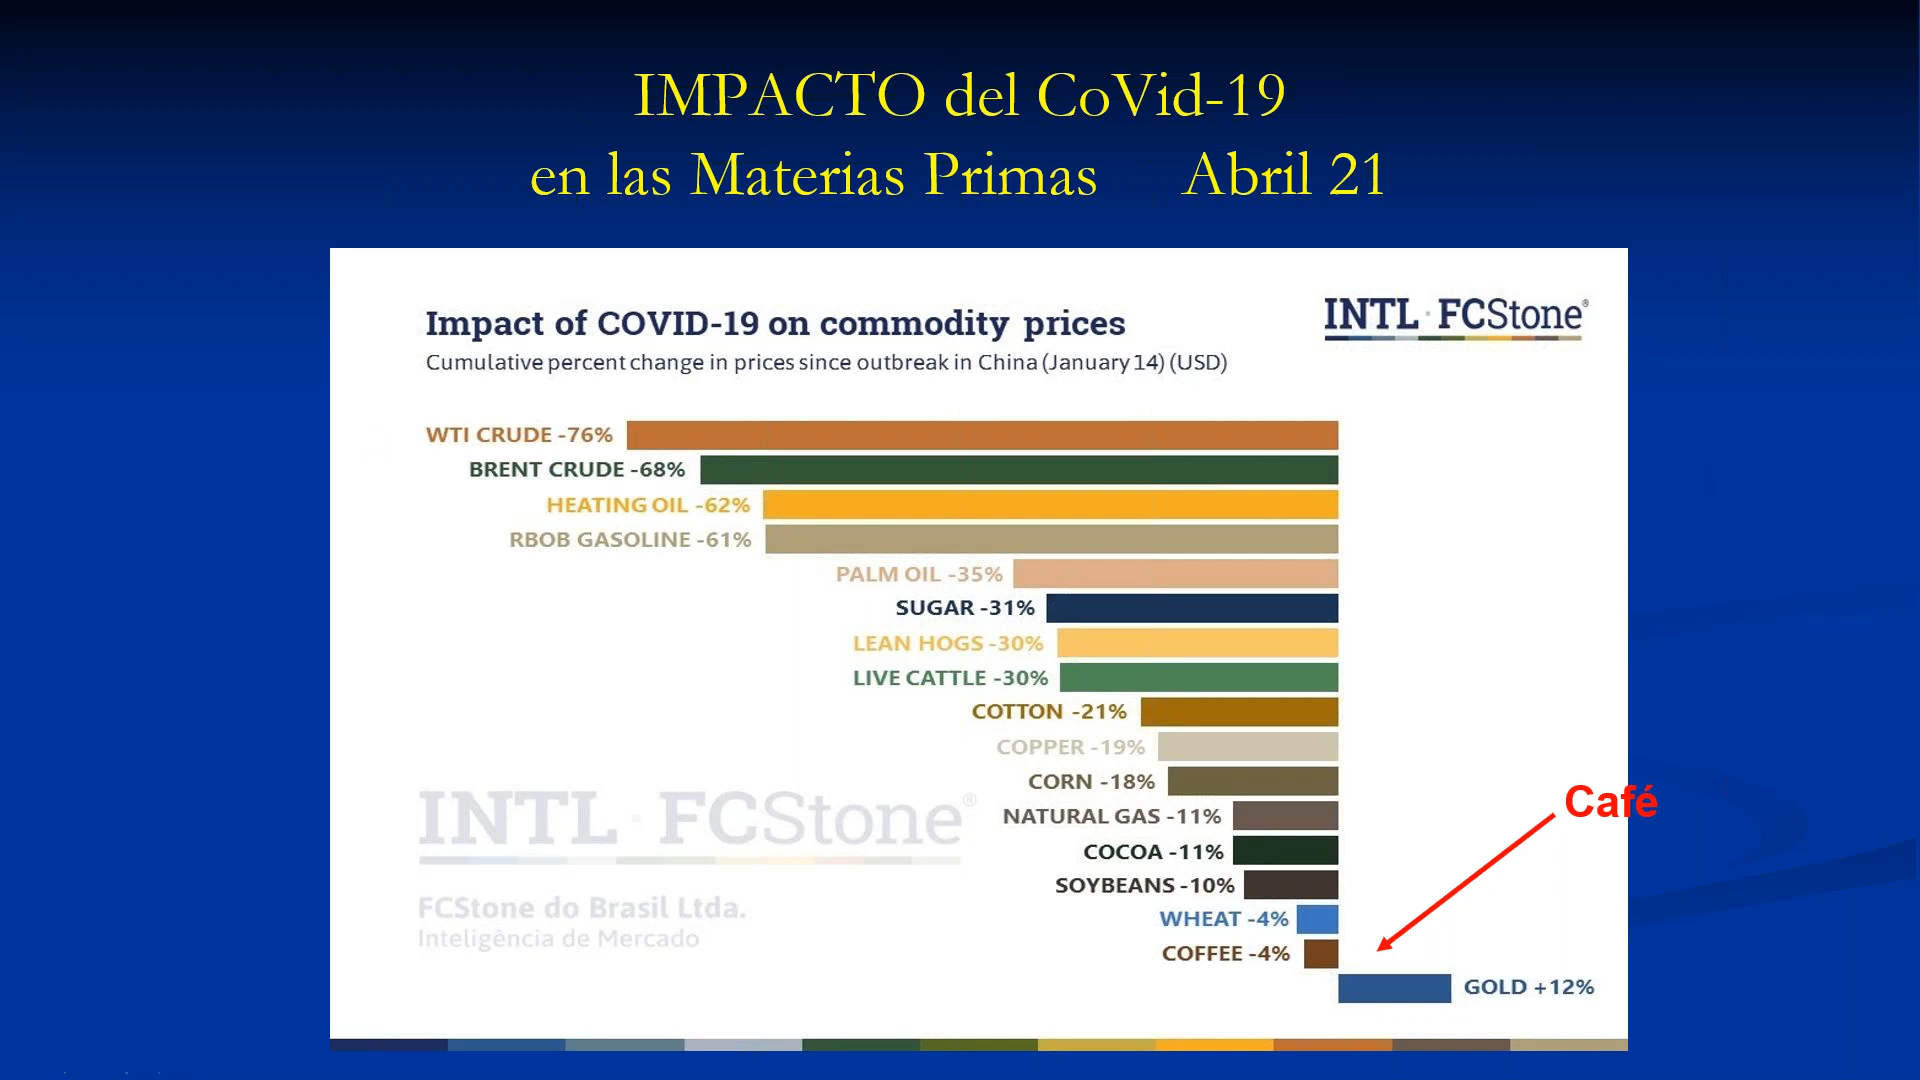 IMPACTO del CoVid-19
en las Materias Primas Abril 21
Impact of COVID-19 on commodity prices
INTL FCStone®
Cumulative percent change in prices since outbreak in China (January 14) (USD)
WTI CRUDE -76%
BRENT CRUDE -68%
HEATING OIL -62%
RBOB GASOLINE -61%
PALM OIL -35%
SUGAR -31%
LEAN HOGS -30%
LIVE CATTLE -30%
COTTON -21%
COPPER -19%
CORN -18%
Café
INTL · FCStone®
NATURAL GAS -11%
COCOA -11%
SOYBEANS -10%
FCStone do Brasil Ltda.
WHEAT -4%
Inteligência de Mercado
COFFEE -4%
GOLD +12%